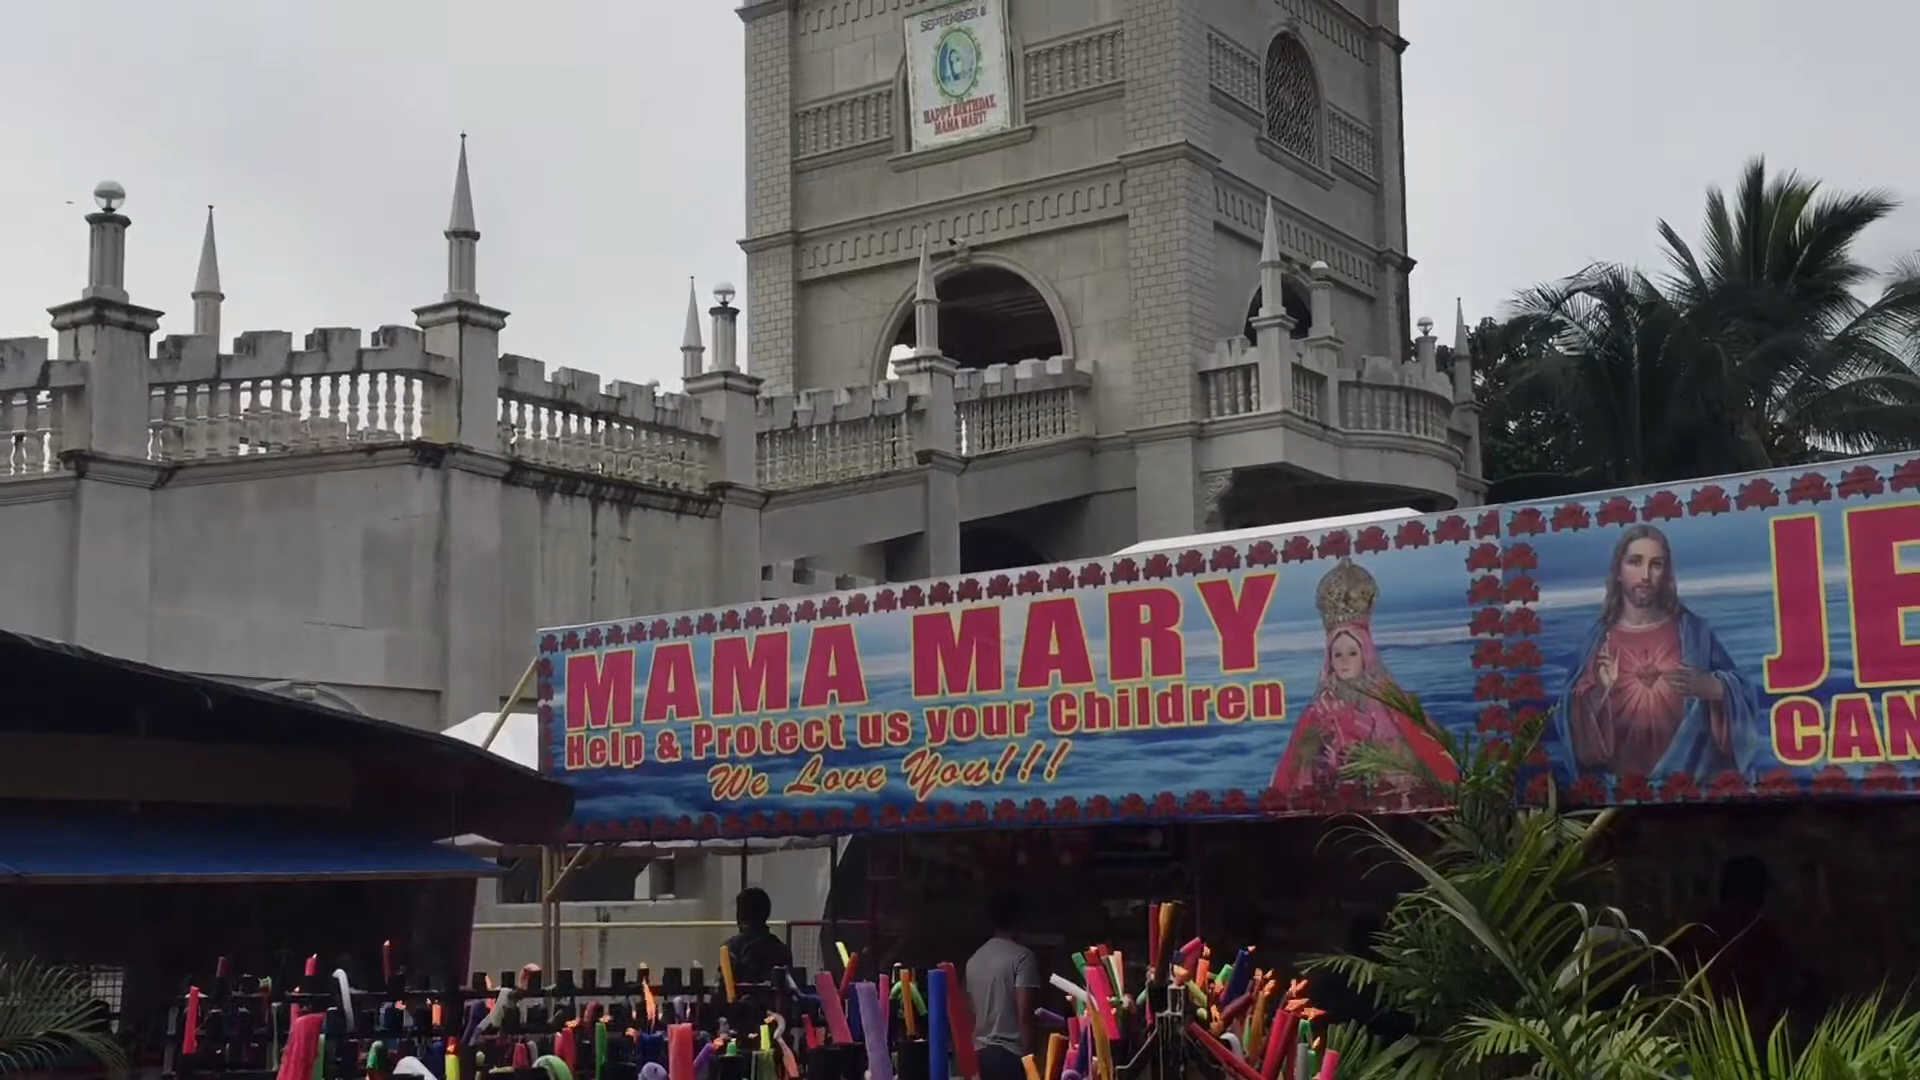 SEPTEMBER 8
HAPPY BIRTHDAY,
MAMA MARY!
MAMA MARY
Help & Protect us your Children
We Love You!!!
JE
CAN